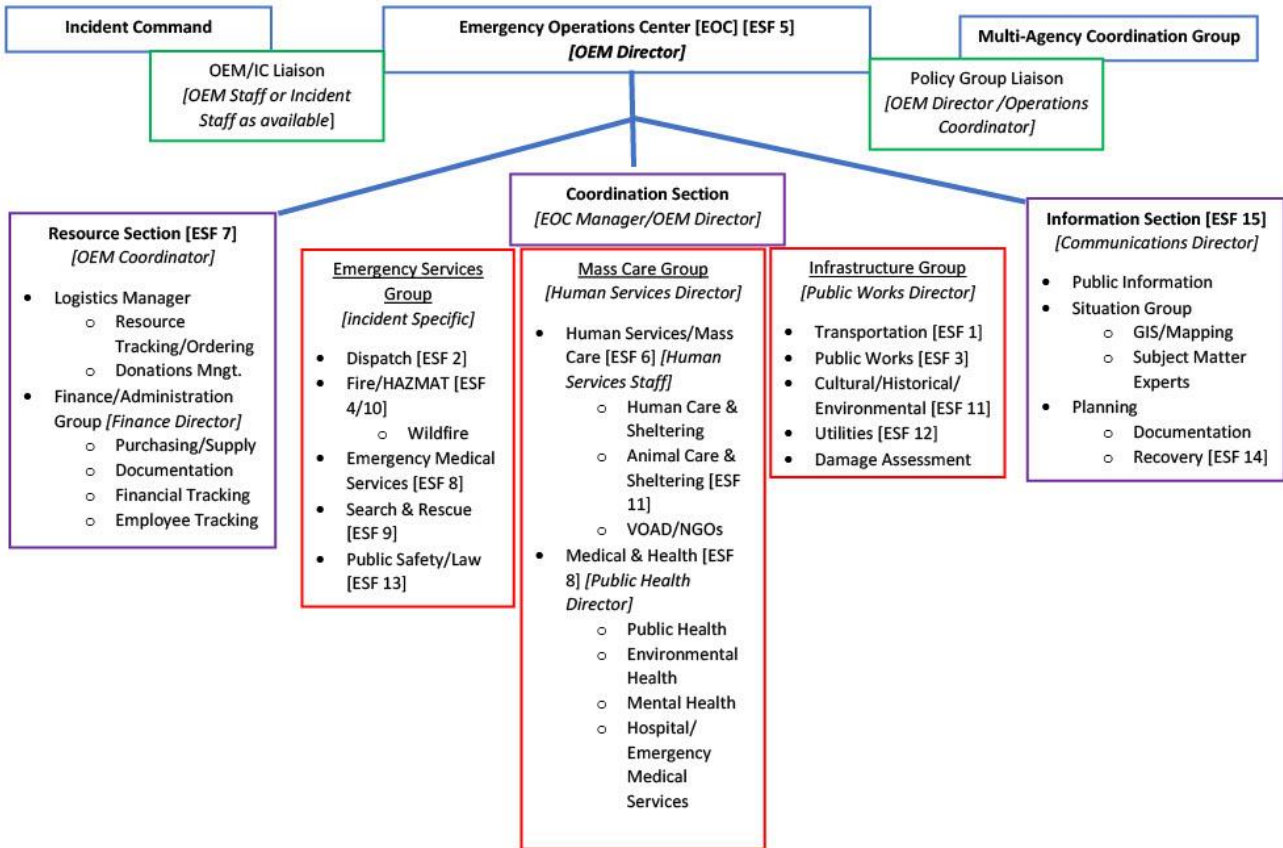 Incident Command
Emergency Operations Center [EOC] [ESF 5]
[OEM Director]
Multi-Agency Coordination Group
OEM/IC Liaison
[OEM Staff or Incident
Staff as available]
Policy Group Liaison
[OEM Director /Operations
Coordinator]
Resource Section [ESF 7]
[OEM Coordinator]
• Logistics Manager
o Resource
Tracking/Ordering
o Donations Mngt.
• Finance/Administration
Group [Finance Director]
o Purchasing/Supply
o Documentation
o Financial Tracking
o Employee Tracking
Coordination Section
[EOC Manager/OEM Director]
Emergency Services
Group
[incident Specific]
• Dispatch [ESF 2]
• Fire/HAZMAT [ESF
4/10]
o Wildfire
• Emergency Medical
Services [ESF 8]
• Search & Rescue
[ESF 9]
• Public Safety/Law
[ESF 13]
Mass Care Group
[Human Services Director]
• Human Services/Mass
Care [ESF 6] [Human
Services Staff]
o Human Care &
Sheltering
o Animal Care &
Sheltering [ESF
11]
o VOAD/NGOs
• Medical & Health [ESF
8] [Public Health
Director]
o Public Health
o Environmental
Health
o Mental Health
o Hospital/
Emergency
Medical
Services
Infrastructure Group
[Public Works Director]
• Transportation [ESF 1]
• Public Works [ESF 3]
• Cultural/Historical/
Environmental [ESF 11]
• Utilities [ESF 12]
• Damage Assessment
Information Section [ESF 15]
[Communications Director]
• Public Information
• Situation Group
o GIS/Mapping
o Subject Matter
Experts
• Planning
o Documentation
o Recovery [ESF 14]